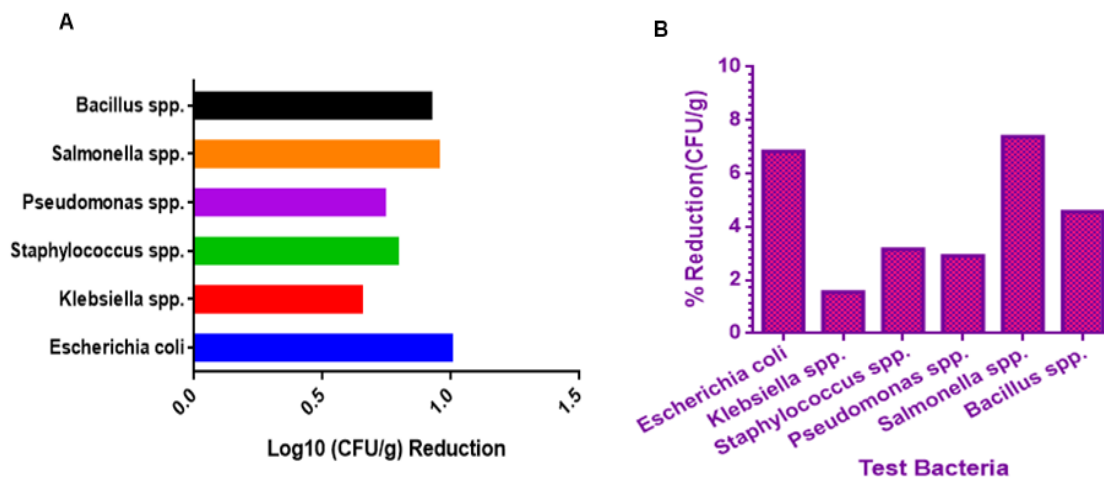 A
Bacillus spp.
Salmonella spp.
Pseudomonas spp.
Staphylococcus spp.
Klebsiella spp.
Escherichia coli
0.0
0.5
1.0
1.5
Log10 (CFU/g) Reduction
B
% Reduction(CFU/g)
10
8
6
4
2
0
Escherichia coli
Klebsiella spp.
Staphylococcus spp.
Pseudomonas spp.
Salmonella spp.
Bacillus spp.
Test Bacteria